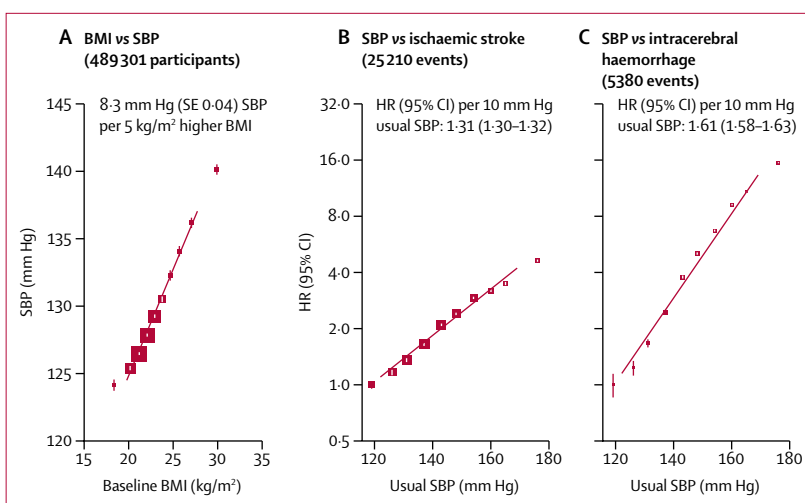 A BMI vs SBP
(489 301 participants)
8·3 mm Hg (SE 0·04) SBP
per 5 kg/m² higher BMI
SBP (mm Hg)
145
140
135
130
125
120
15
20
25
30
35
Baseline BMI (kg/m²)
B SBP vs ischaemic stroke
(25 210 events)
HR (95% CI) per 10 mm Hg
usual SBP: 1·31 (1·30–1·32)
HR (95% CI)
32·0
16·0
8·0
4·0
2·0
1·0
0·5
120
140
160
180
Usual SBP (mm Hg)
C SBP vs intracerebral
haemorrhage
(5380 events)
HR (95% CI) per 10 mm Hg
usual SBP: 1·61 (1·58–1·63)
120
140
160
180
Usual SBP (mm Hg)